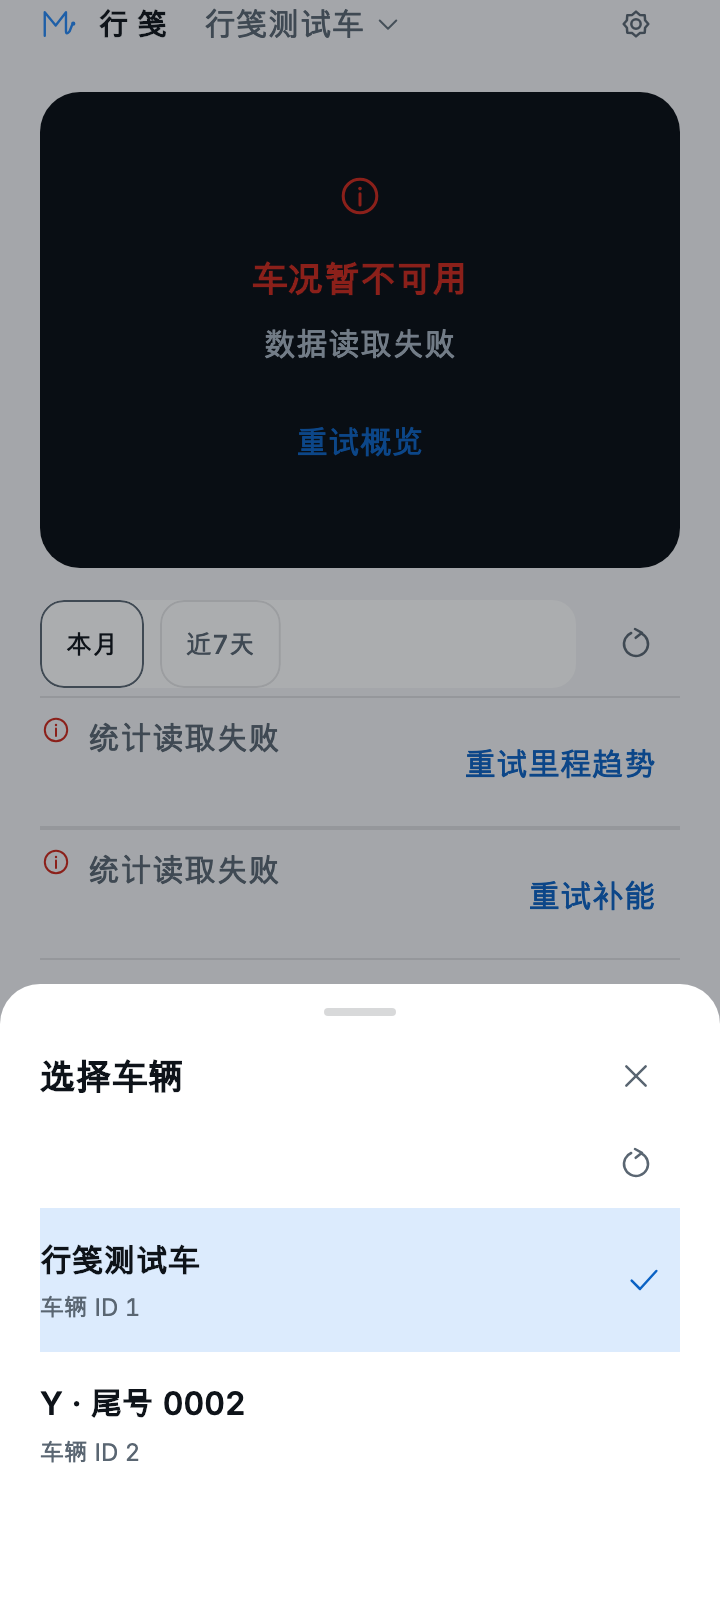 行 笺 行笺测试车
车况暂不可用
数据读取失败
重试概览
本月 近7天
统计读取失败
重试里程趋势
统计读取失败
重试补能
选择车辆
行笺测试车
车辆 ID 1
Y · 尾号 0002
车辆 ID 2